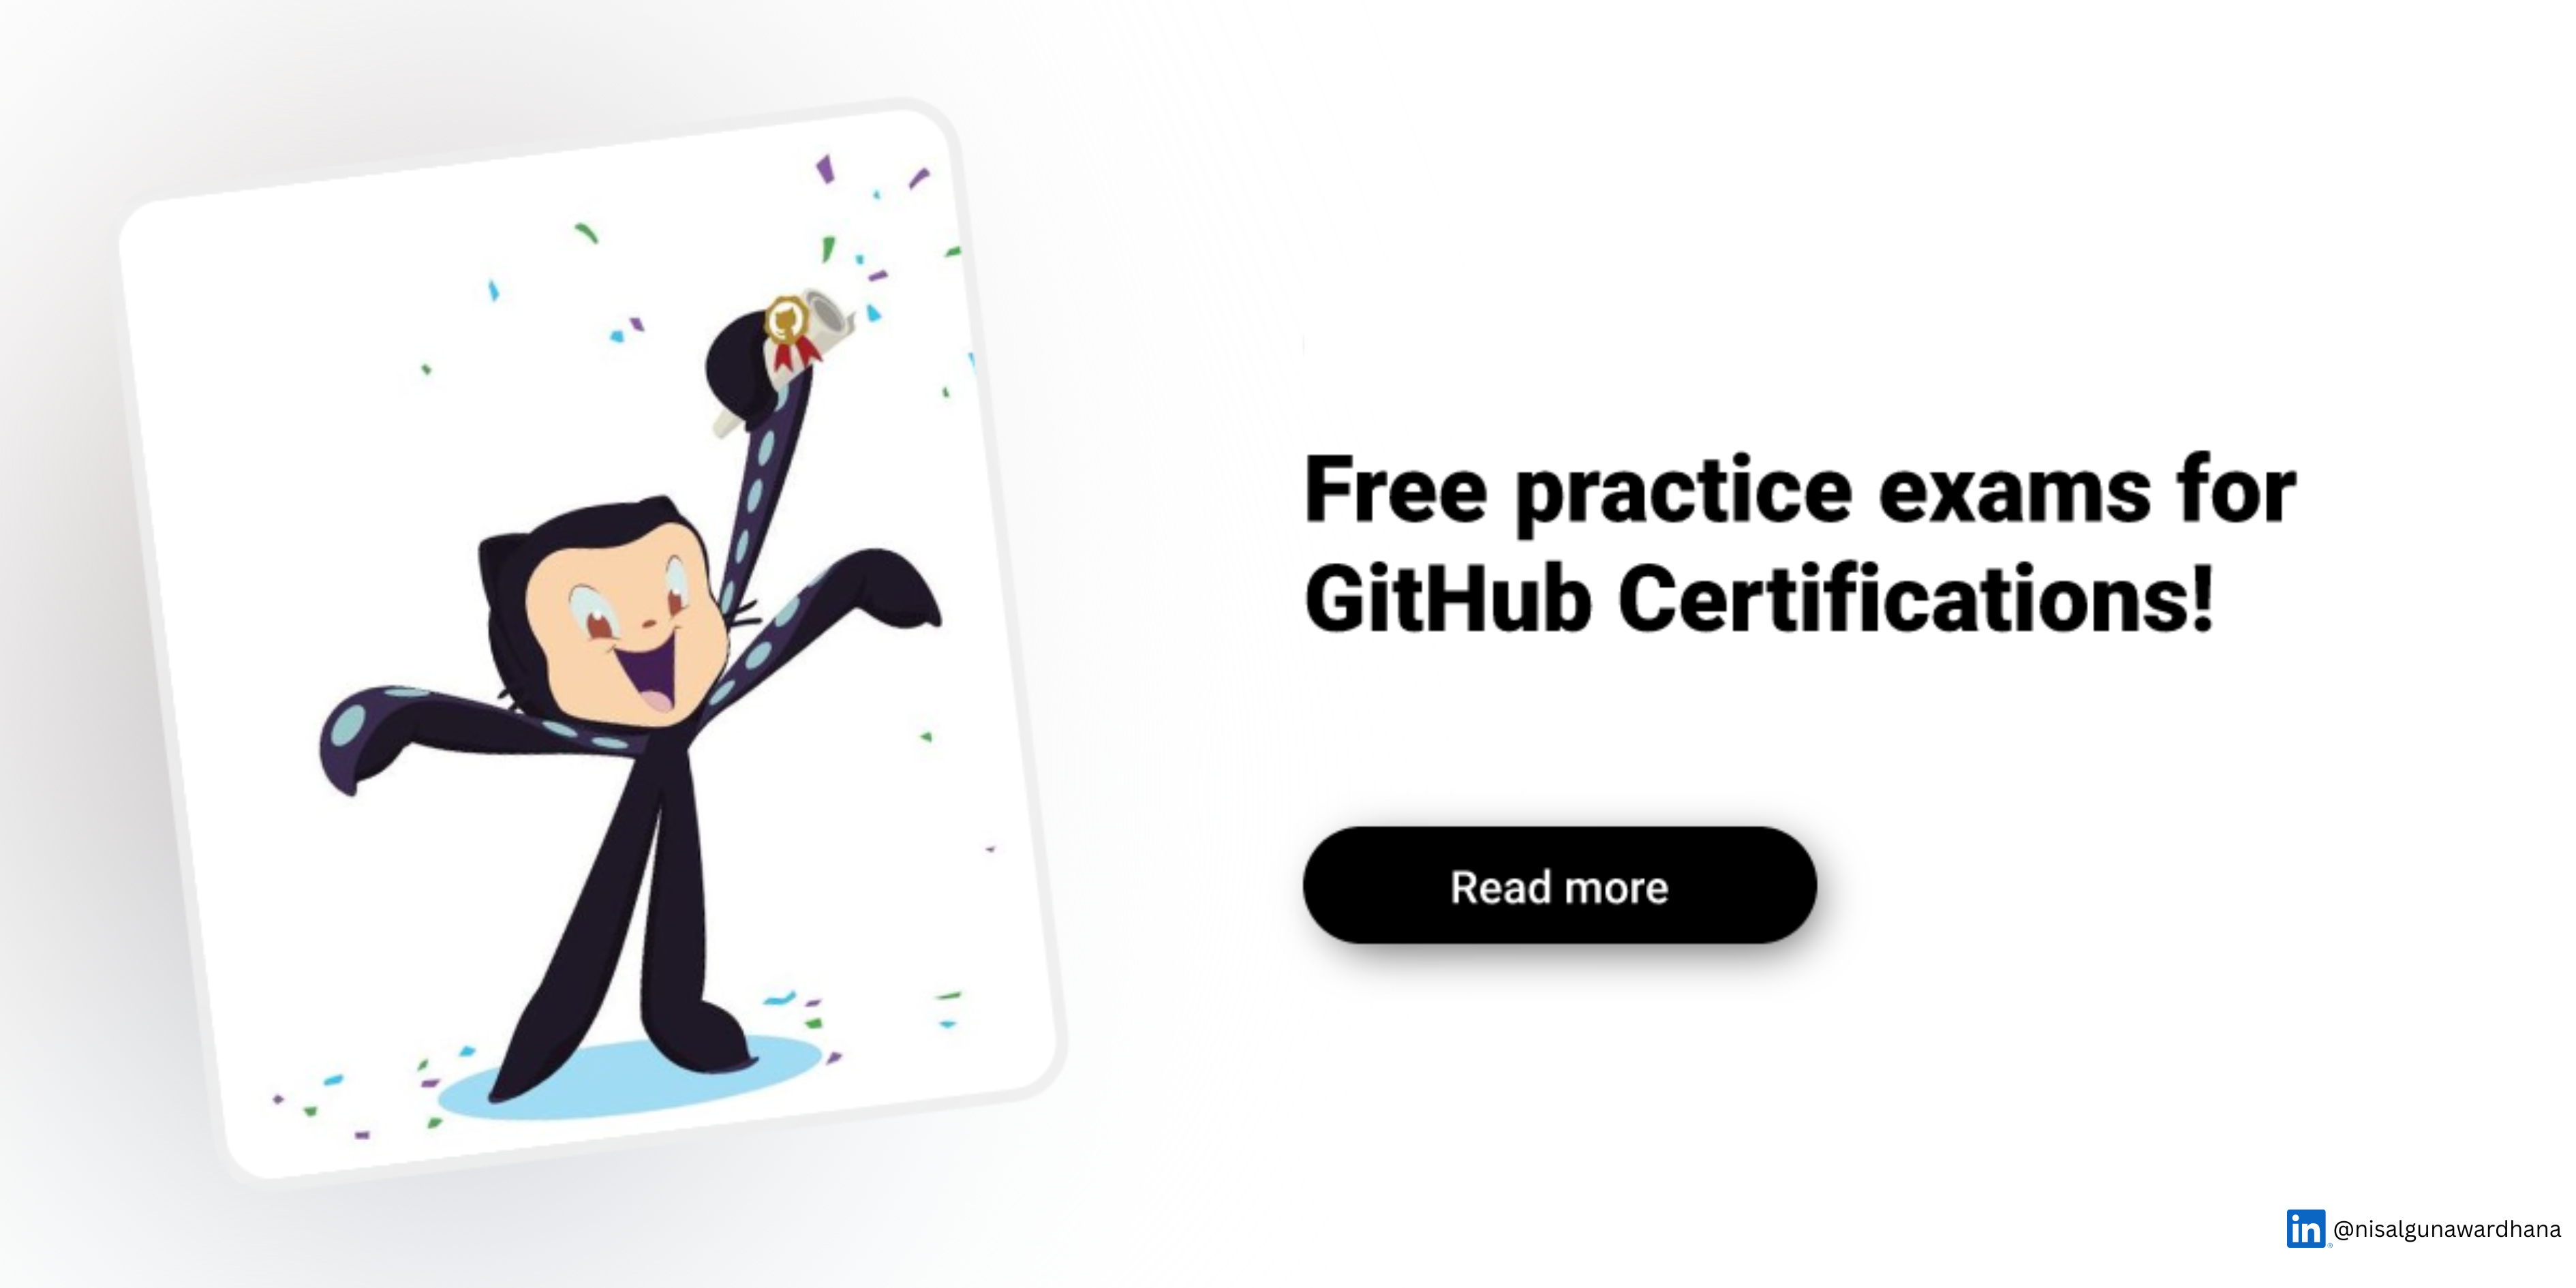 Free practice exams for
GitHub Certifications!
Read more
in @nisalgunawardhana